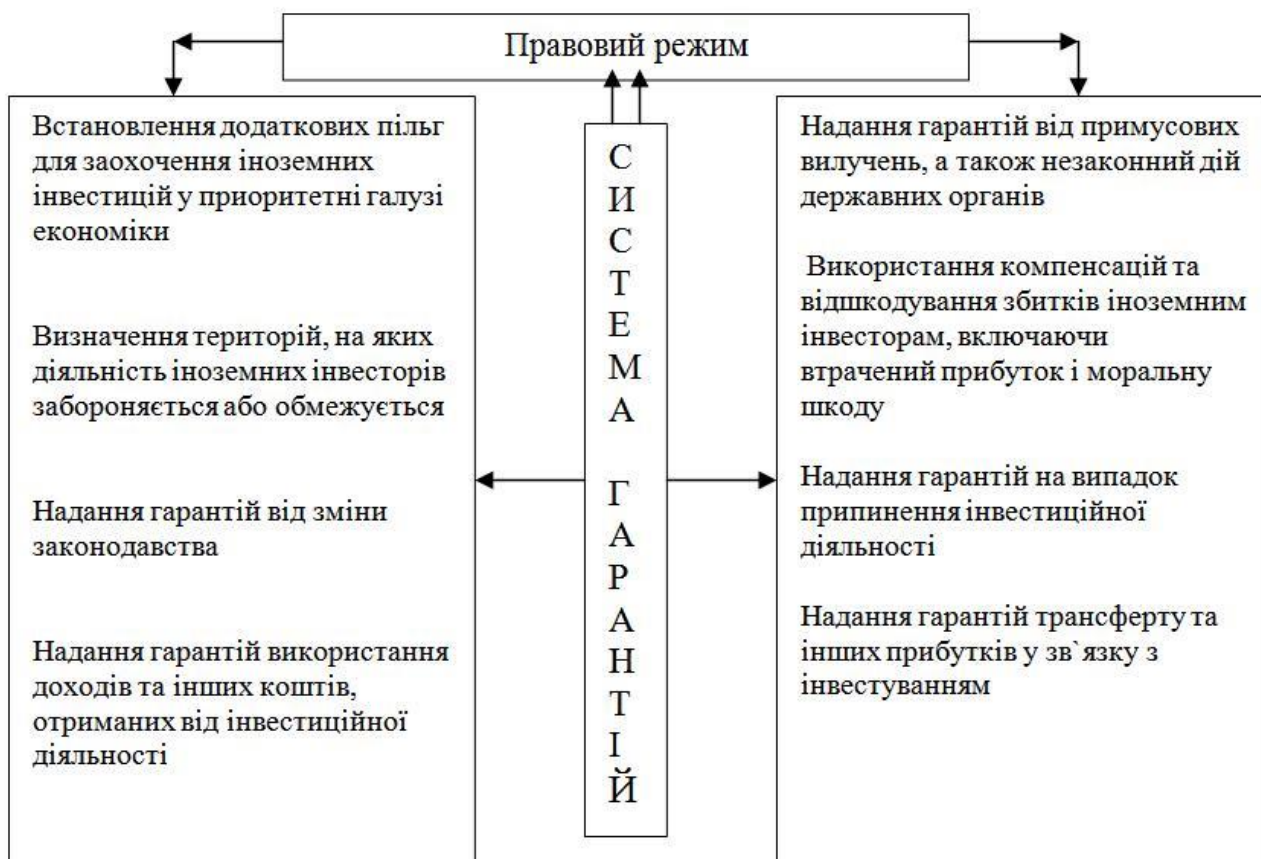 Правовий режим
Встановлення додаткових пільг
для заохочення іноземних
інвестицій у приоритетні галузі
економіки
Визначення територій, на яких
діяльність іноземних інвесторів
забороняється або обмежується
Надання гарантій від зміни
законодавства
Надання гарантій використання
доходів та інших коштів,
отриманих від інвестиційної
діяльності
С
И
С
Т
Е
М
А
Г
А
Р
А
Н
Т
І
Й
Надання гарантій від примусових
вилучень, а також незаконний дій
державних органів
Використання компенсацій та
відшкодування збитків іноземним
інвесторам, включаючи
втрачений прибуток і моральну
шкоду
Надання гарантій на випадок
припинення інвестиційної
діяльності
Надання гарантій трансферту та
інших прибутків у зв`язку з
інвестуванням